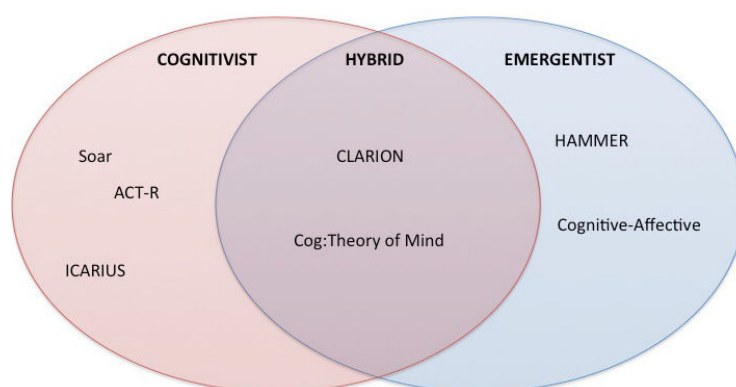 COGNITIVIST
HYBRID
EMERGENTIST
Soar
ACT-R
ICARIUS
CLARION
Cog:Theory of Mind
HAMMER
Cognitive-Affective